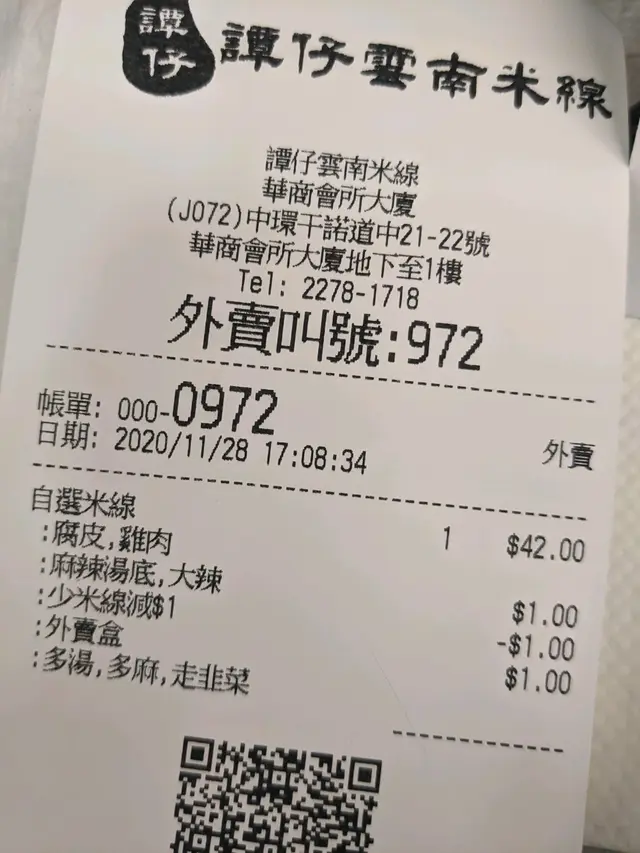 譚仔
譚仔雲南米線
譚仔雲南米線
華商會所大廈
(J072)中環干諾道中21-22號
華商會所大廈地下至1樓
Tel: 2278-1718
外賣叫號:972
帳單: 000-0972
日期: 2020/11/28 17:08:34 外賣
自選米線
:腐皮,雞肉 1 $42.00
:麻辣湯底,大辣
:少米線減$1 $1.00
:外賣盒 -$1.00
:多湯,多麻,走韭菜 $1.00